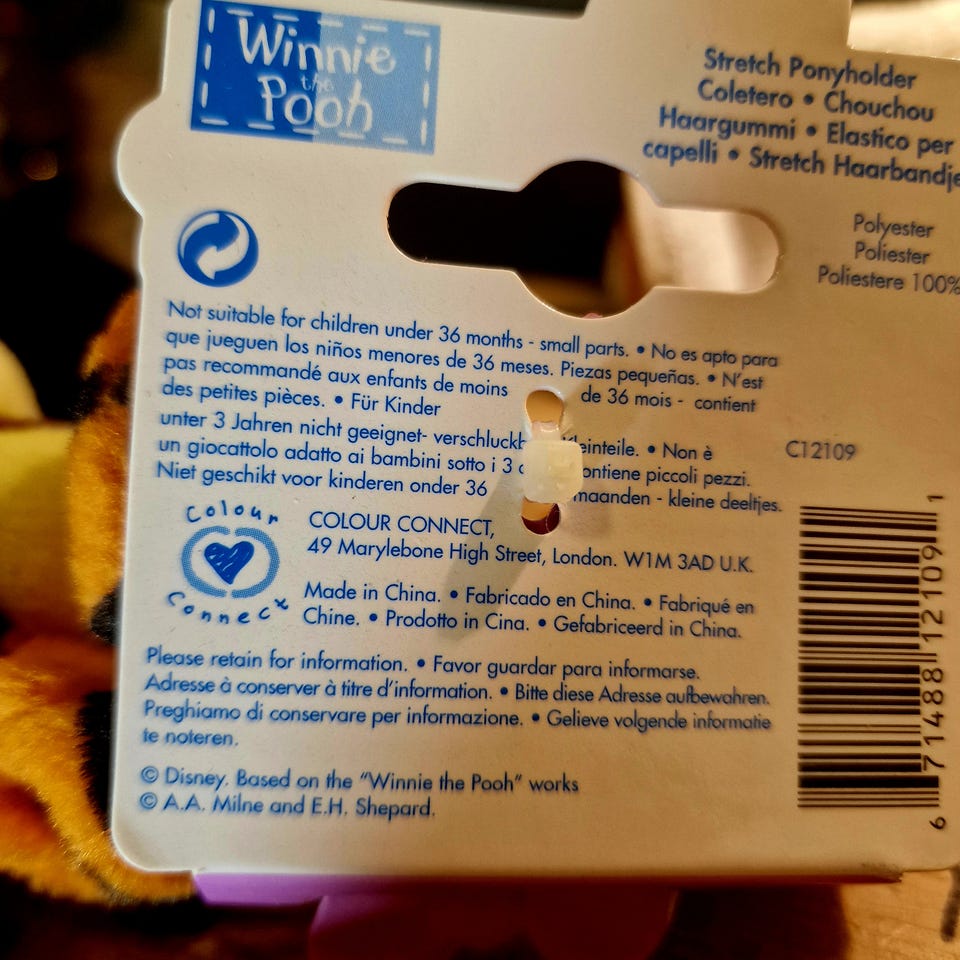 Winnie
the
Pooh
Stretch Ponyholder
Coletero • Chouchou
Haargummi • Elastico per
capelli • Stretch Haarbandje
Polyester
Poliester
Poliestere 100%
Not suitable for children under 36 months - small parts. • No es apto para
que jueguen los niños menores de 36 meses. Piezas pequeñas. • N'est
pas recommandé aux enfants de moins de 36 mois - contient
des petites pièces. • Für Kinder
unter 3 Jahren nicht geeignet- • Non è
un giocattolo adatto ai bambini sotto i 3 piccoli pezzi.
Niet geschikt voor kinderen onder 36 maanden - kleine deeltjes.
C12109
Colour
Connect
COLOUR CONNECT,
49 Marylebone High Street, London. W1M 3AD U.K.
Made in China. • Fabricado en China. • Fabriqué en
Chine. • Prodotto in Cina. • Gefabriceerd in China.
Please retain for information. • Favor guardar para informarse.
Adresse à conserver à titre d'information. • Bitte diese Adresse aufbewahren.
Preghiamo di conservare per informazione. • Gelieve volgende informatie
te noteren.
© Disney. Based on the "Winnie the Pooh" works
© A.A. Milne and E.H. Shepard.
6 71488 12109 1